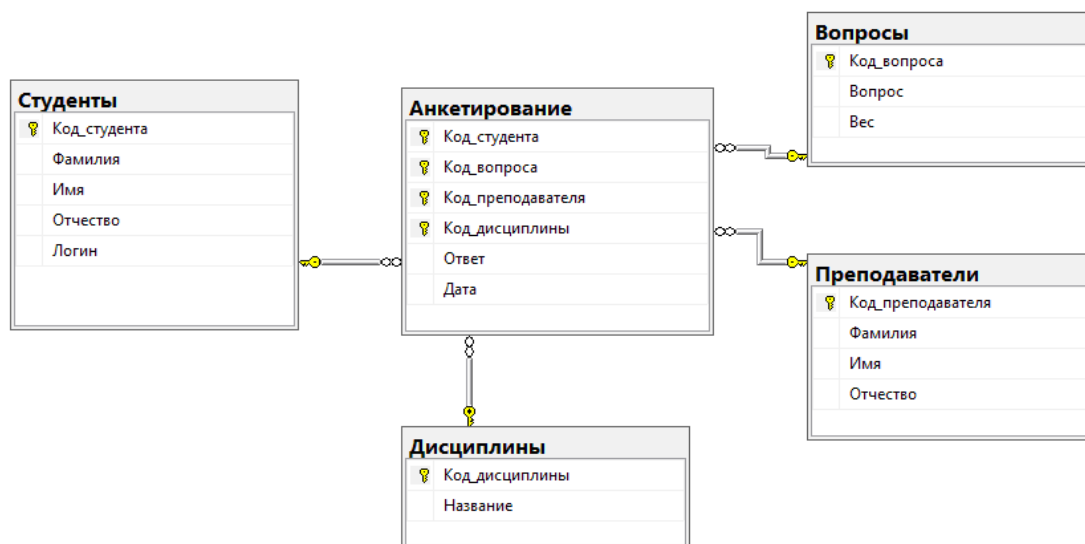 Студенты
Код_студента
Фамилия
Имя
Отчество
Логин
Анкетирование
Код_студента
Код_вопроса
Код_преподавателя
Код_дисциплины
Ответ
Дата
Вопросы
Код_вопроса
Вопрос
Вес
Преподаватели
Код_преподавателя
Фамилия
Имя
Отчество
Дисциплины
Код_дисциплины
Название